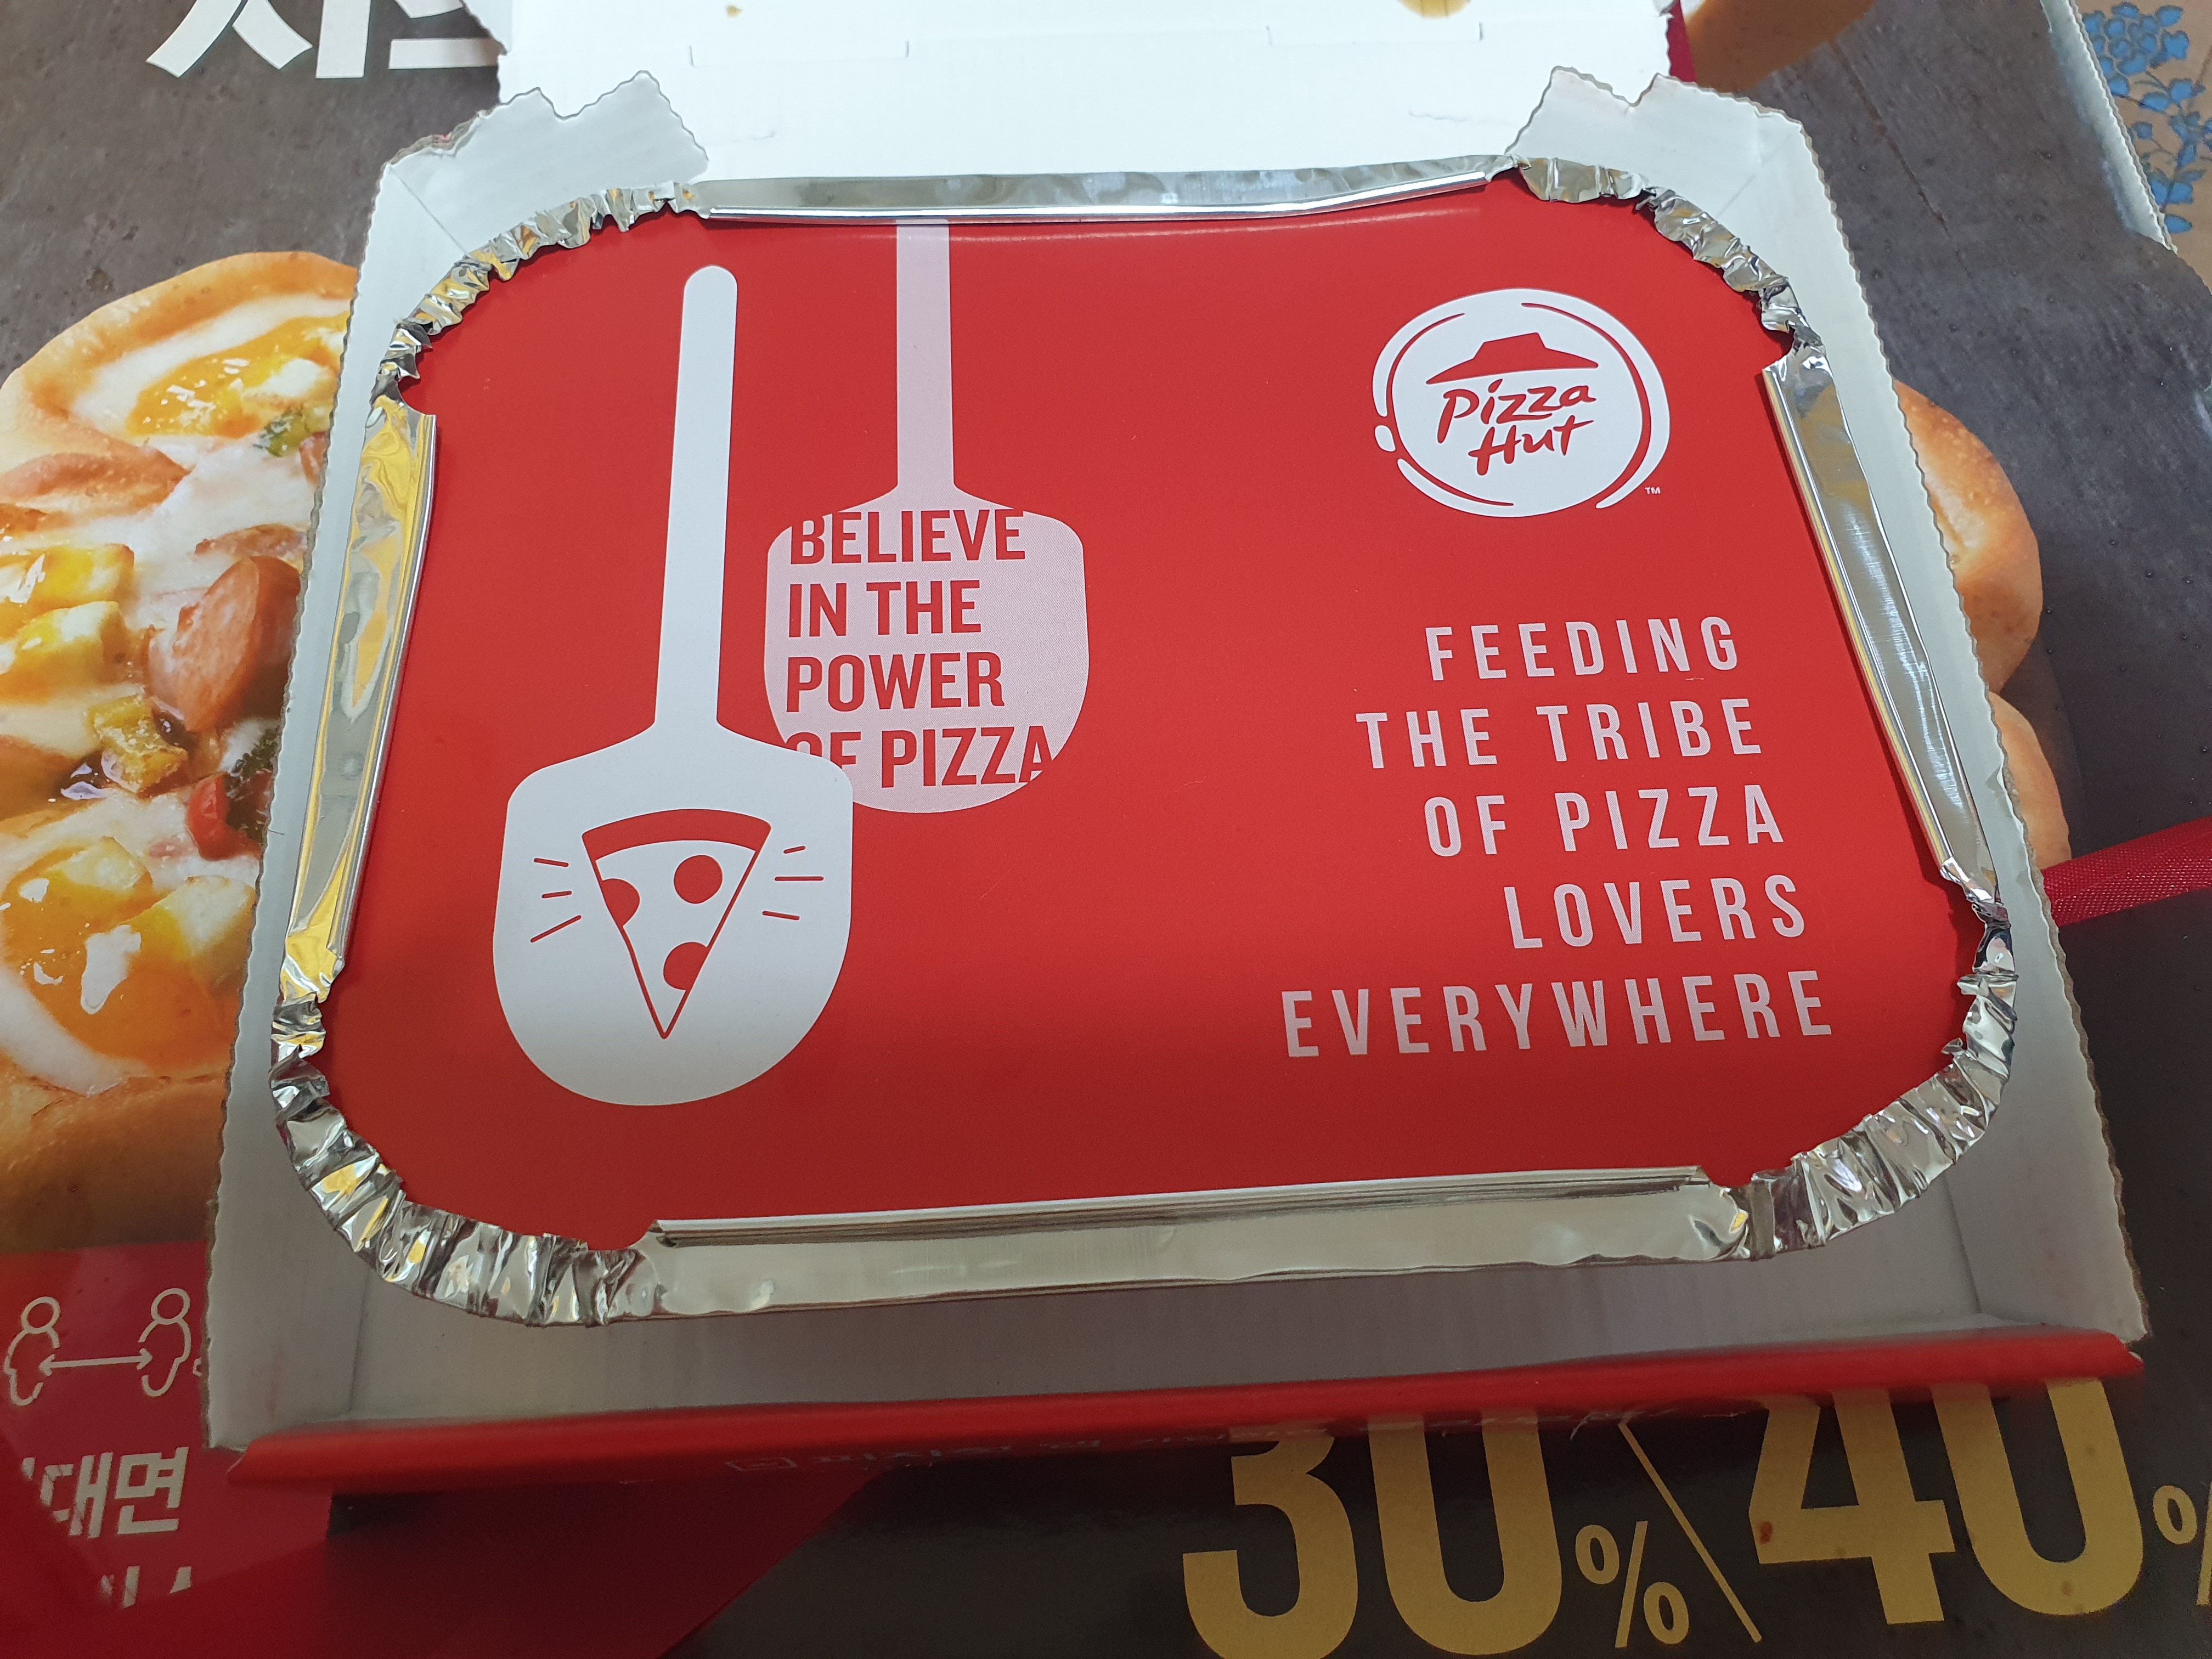 Pizza
Hut
TM
BELIEVE
IN THE
POWER
OF PIZZA
FEEDING
THE TRIBE
OF PIZZA
LOVERS
EVERYWHERE
대면
30% 40%